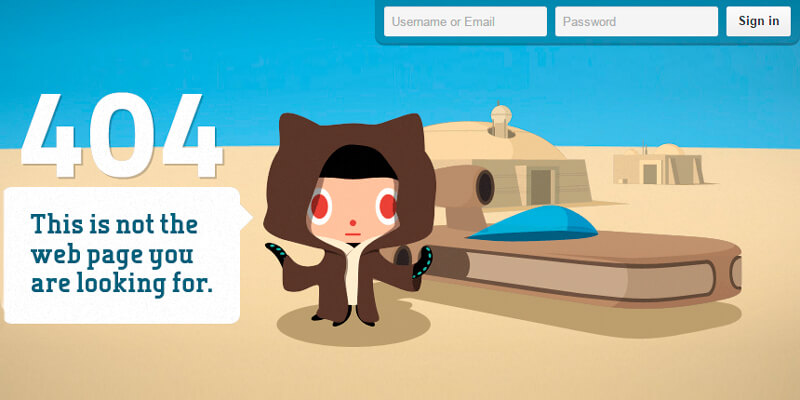 Username or Email
Password
Sign in
404
This is not the
web page you
are looking for.